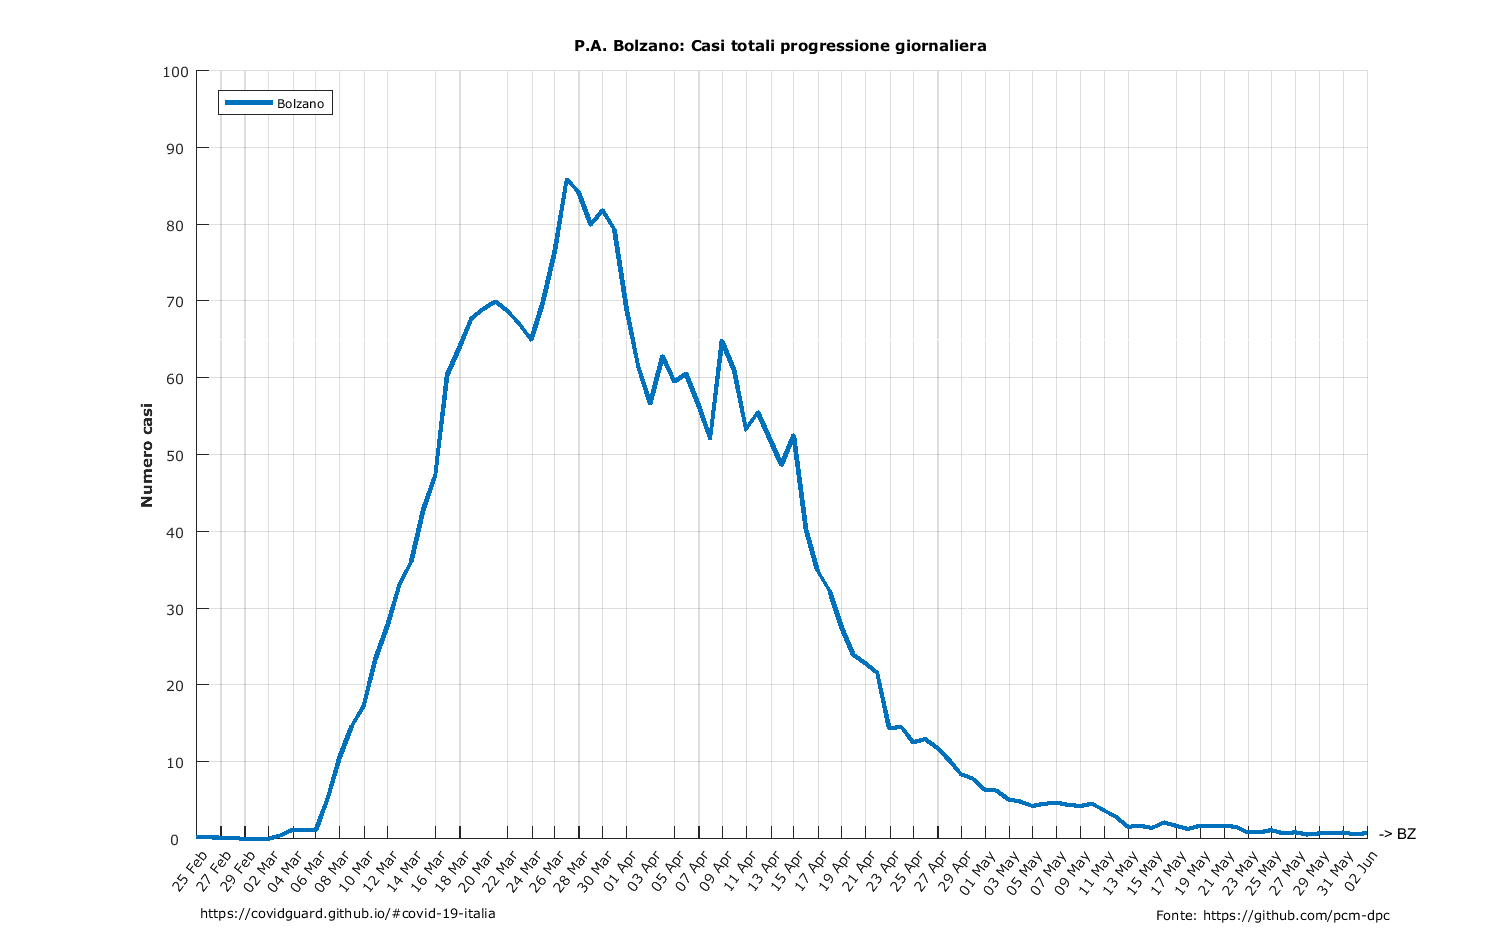 P.A. Bolzano: Casi totali progressione giornaliera
Bolzano
100
90
80
70
60
50
40
30
20
10
0
Numero casi
-> BZ
25 Feb
27 Feb
29 Feb
02 Mar
04 Mar
06 Mar
08 Mar
10 Mar
12 Mar
14 Mar
16 Mar
18 Mar
20 Mar
22 Mar
24 Mar
26 Mar
28 Mar
30 Mar
01 Apr
03 Apr
05 Apr
07 Apr
09 Apr
11 Apr
13 Apr
15 Apr
17 Apr
19 Apr
21 Apr
23 Apr
25 Apr
27 Apr
29 Apr
01 May
03 May
05 May
07 May
09 May
11 May
13 May
15 May
17 May
19 May
21 May
23 May
25 May
27 May
29 May
31 May
02 Jun
https://covidguard.github.io/#covid-19-italia
Fonte: https://github.com/pcm-dpc